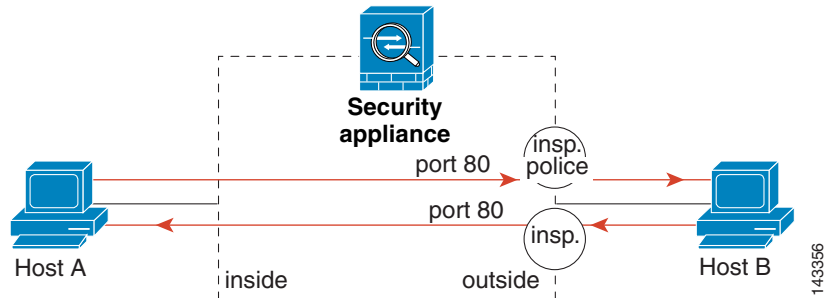 Security
appliance
insp.
police
port 80
port 80
insp.
Host A
inside
outside
Host B
143356